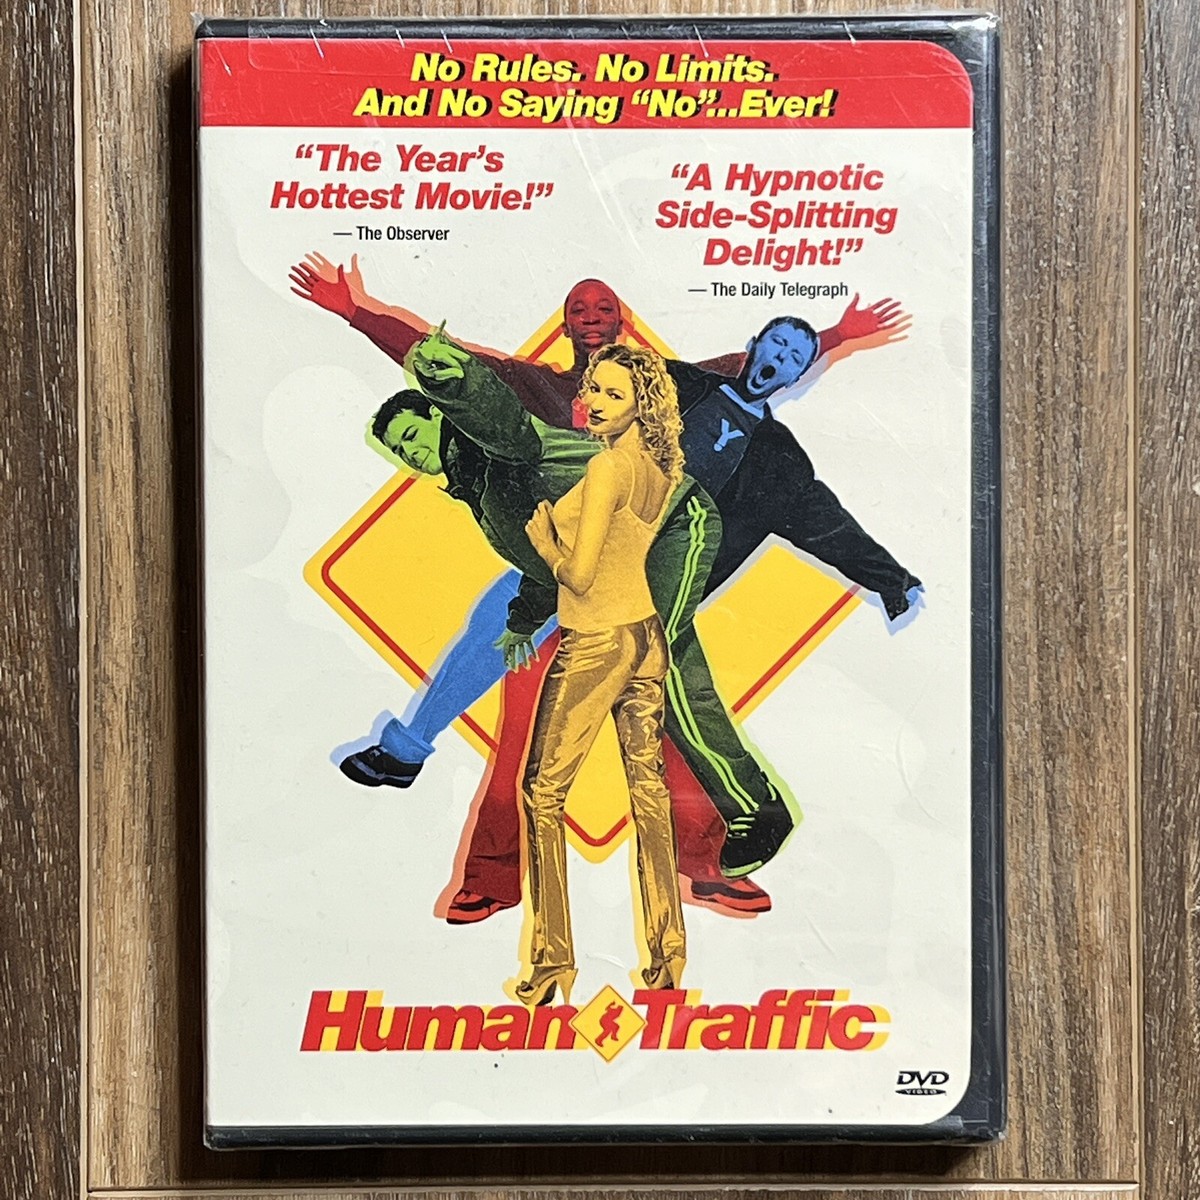 No Rules. No Limits.
And No Saying “No”...Ever!
“The Year’s
Hottest Movie!”
— The Observer
“A Hypnotic
Side-Splitting
Delight!”
— The Daily Telegraph
Y
Human Traffic
DVD
VIDEO